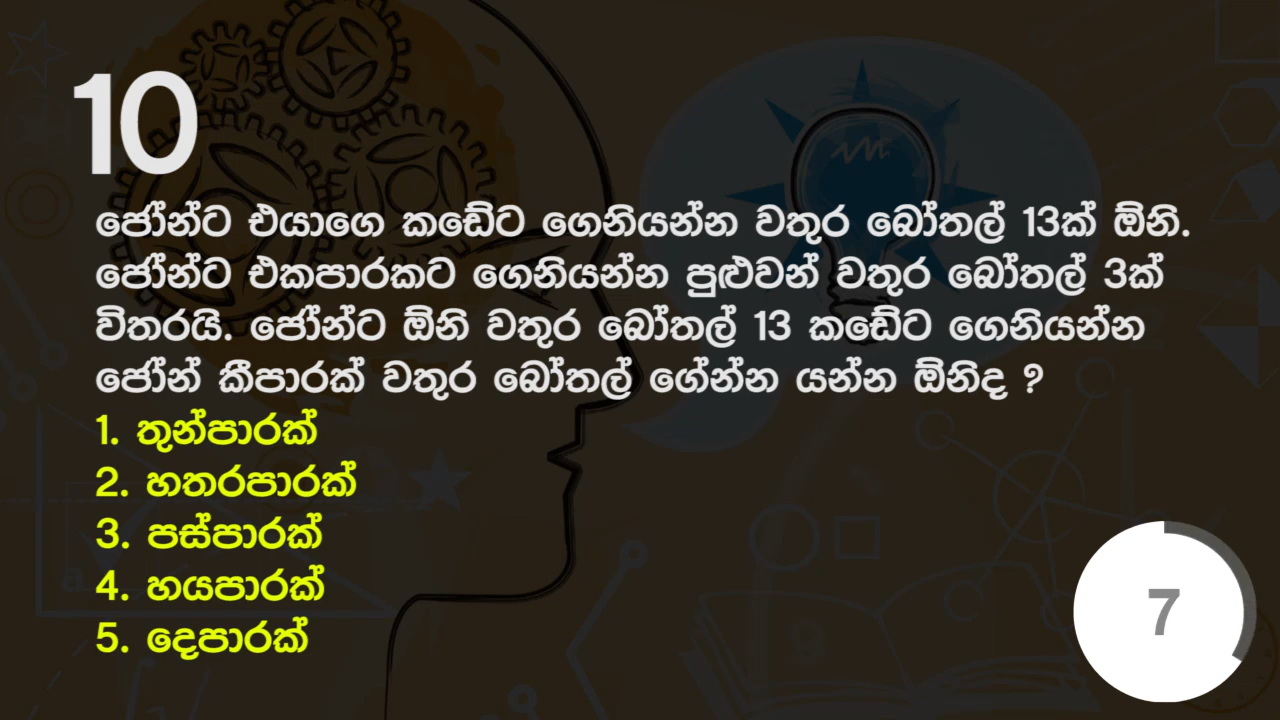 10
ජෝන්ට එයාගෙ කඩේට ගෙනියන්න වතුර බෝතල් 13ක් ඕනි.
ජෝන්ට එකපාරකට ගෙනියන්න පුළුවන් වතුර බෝතල් 3ක්
විතරයි. ජෝන්ට ඕනි වතුර බෝතල් 13 කඩේට ගෙනියන්න
ජෝන් කීපාරක් වතුර බෝතල් ගේන්න යන්න ඕනිද ?
1. තුන්පාරක්
2. හතරපාරක්
3. පස්පාරක්
4. හයපාරක්
5. දෙපාරක්
7